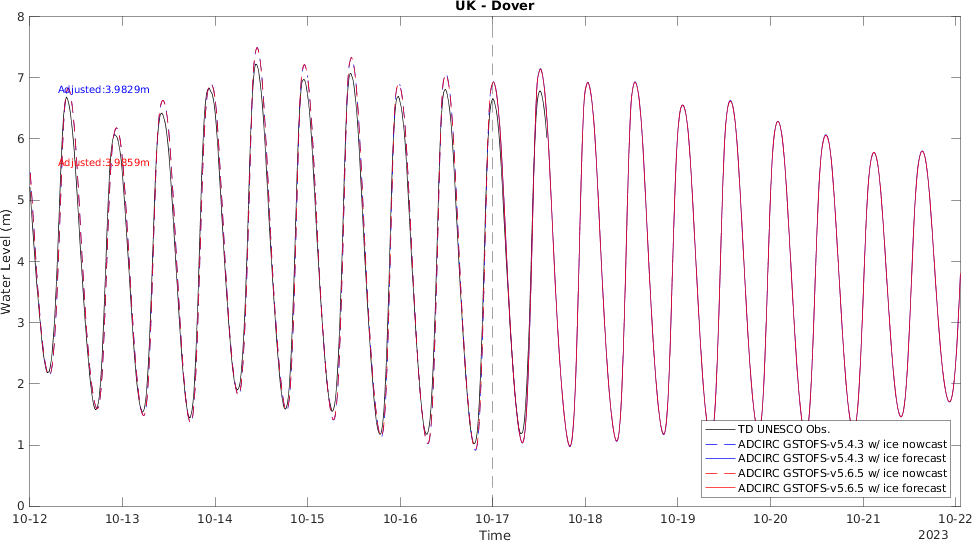 UK - Dover
8
7
6
5
4
3
2
1
0
Adjusted:3.9829m
Adjusted:3.9859m
Water Level (m)
TD UNESCO Obs.
ADCIRC GSTOFS-v5.4.3 w/ ice nowcast
ADCIRC GSTOFS-v5.4.3 w/ ice forecast
ADCIRC GSTOFS-v5.6.5 w/ ice nowcast
ADCIRC GSTOFS-v5.6.5 w/ ice forecast
10-12 10-13 10-14 10-15 10-16 10-17 10-18 10-19 10-20 10-21 10-22
Time
2023